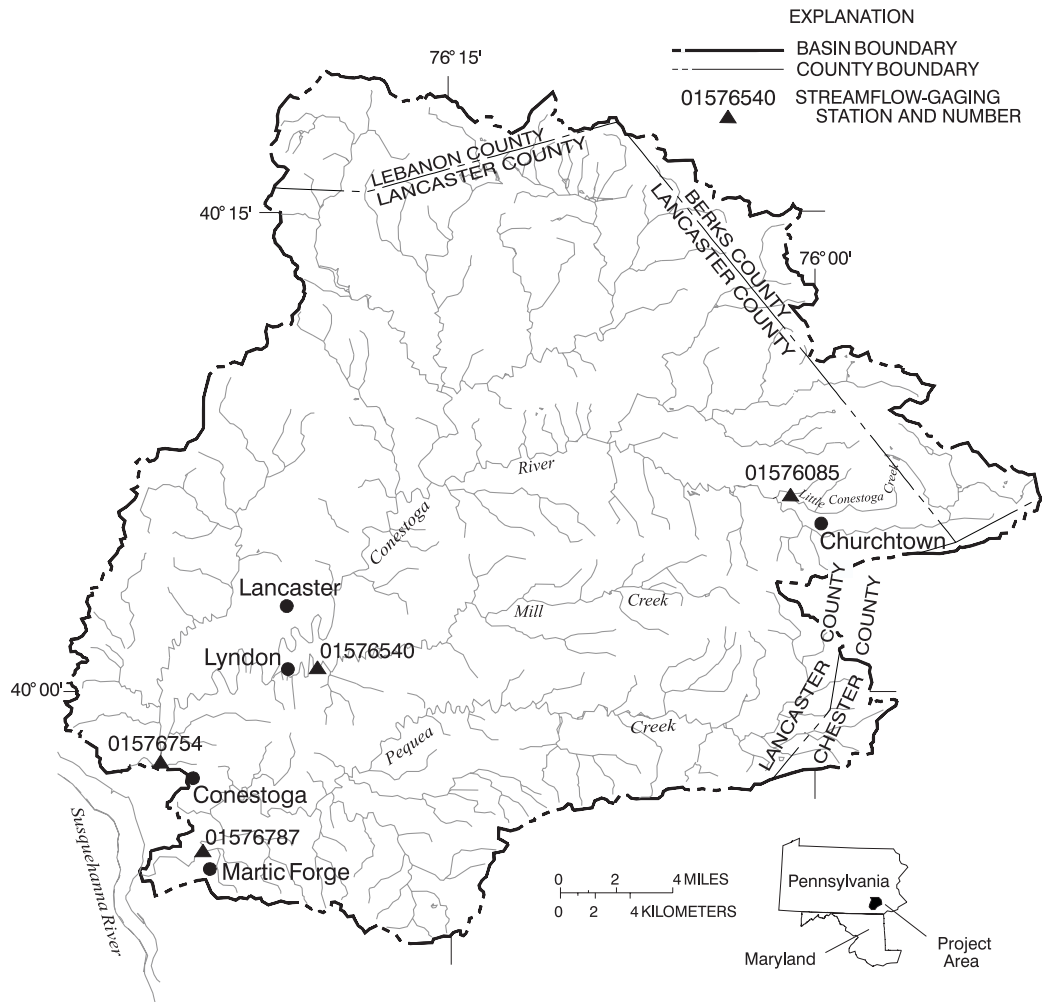 EXPLANATION
BASIN BOUNDARY
COUNTY BOUNDARY
01576540 STREAMFLOW-GAGING
STATION AND NUMBER
76° 15'
LEBANON COUNTY
LANCASTER COUNTY
40° 15'
BERKS COUNTY
LANCASTER COUNTY
76° 00'
River
Conestoga
01576085
Little Conestoga Creek
Churchtown
Lancaster
Mill Creek
Lyndon
01576540
LANCASTER COUNTY
CHESTER COUNTY
40° 00'
Pequea Creek
01576754
Conestoga
01576787
Martic Forge
Susquehanna River
0 2 4 MILES
0 2 4 KILOMETERS
Pennsylvania
Maryland
Project
Area